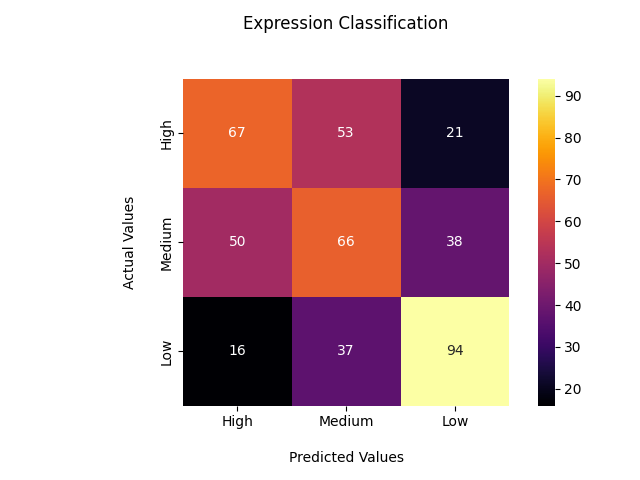 Expression Classification
90
80
70
60
50
40
30
20
Actual Values
High
Medium
Low
67 53 21
50 66 38
16 37 94
High Medium Low
Predicted Values